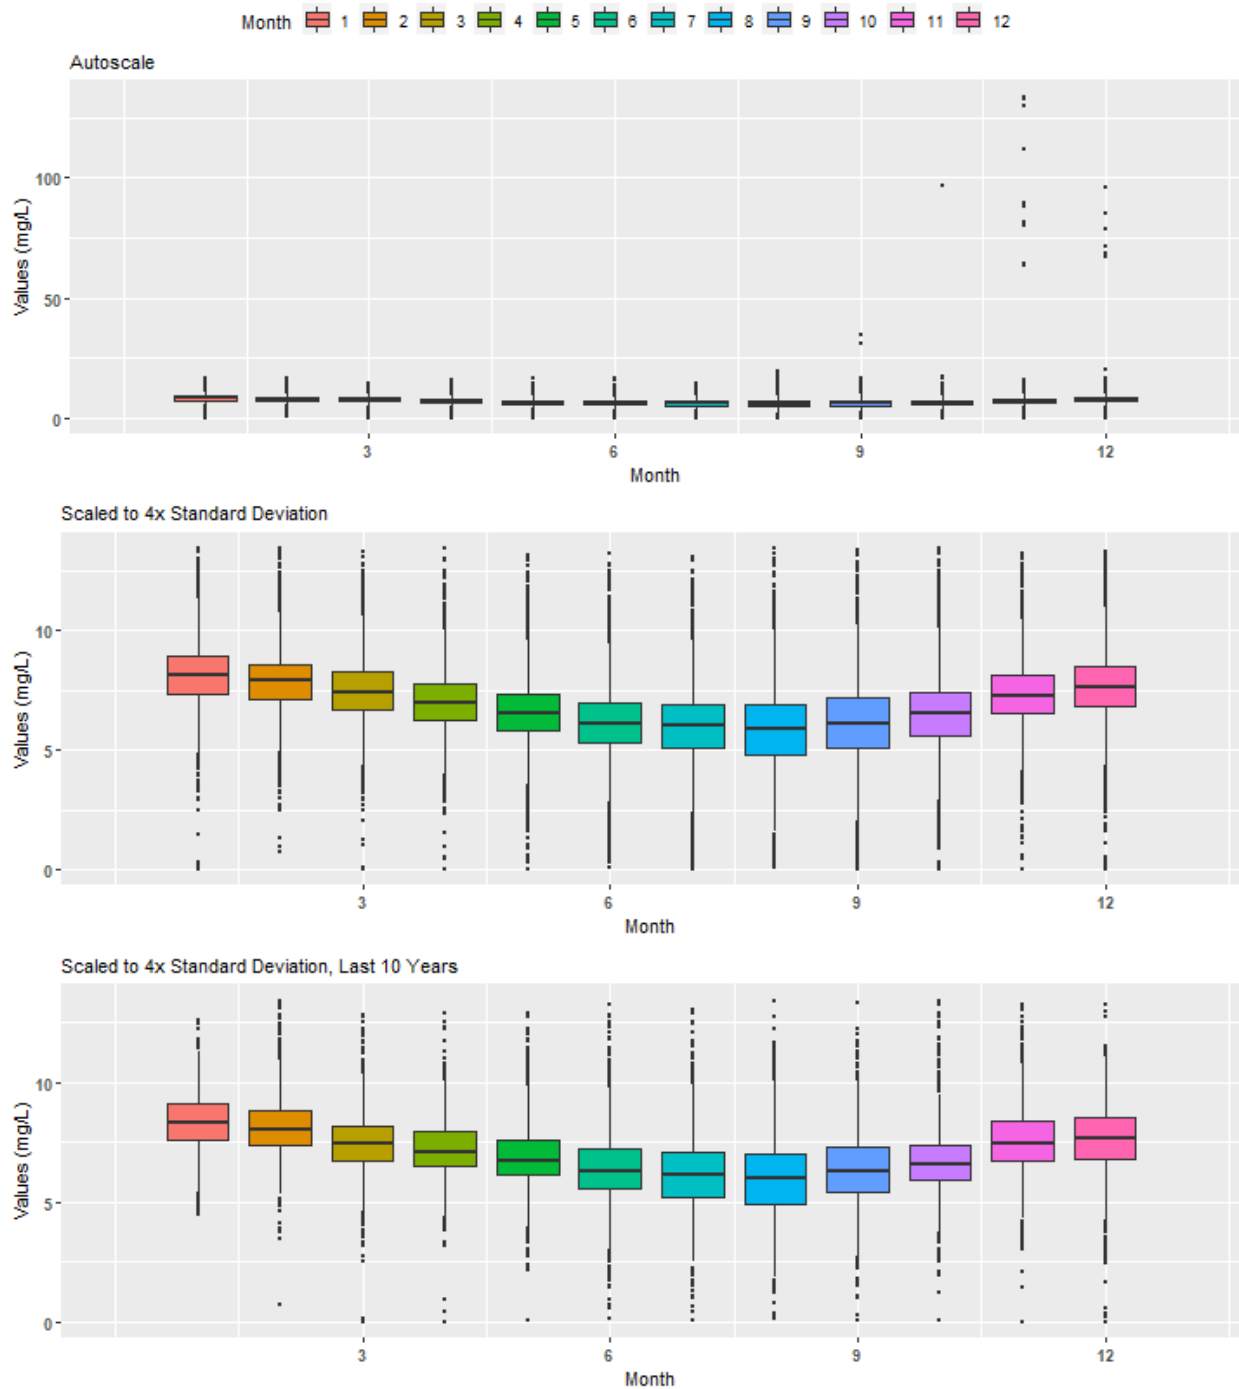 Month 1 2 3 4 5 6 7 8 9 10 11 12
Autoscale
Values (mg/L)
100
50
0
3 6 9 12
Month
Scaled to 4x Standard Deviation
Values (mg/L)
10
5
0
3 6 9 12
Month
Scaled to 4x Standard Deviation, Last 10 Years
Values (mg/L)
10
5
0
3 6 9 12
Month